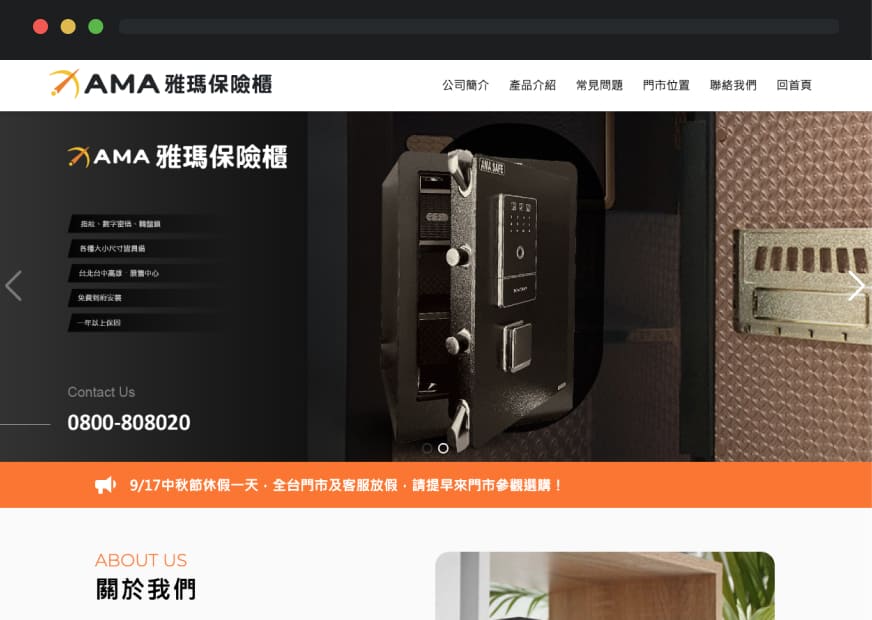 AMA 雅瑪保險櫃
公司簡介 產品介紹 常見問題 門市位置 聯絡我們 回首頁
AMA 雅瑪保險櫃
指紋、數字密碼、轉盤鎖
各種大小尺寸皆具備
台北台中高雄 展售中心
免費到府安裝
一年以上保固
AMA SAFE
Contact Us
0800-808020
9/17中秋節休假一天，全台門市及客服放假，請提早來門市參觀選購！
ABOUT US
關於我們